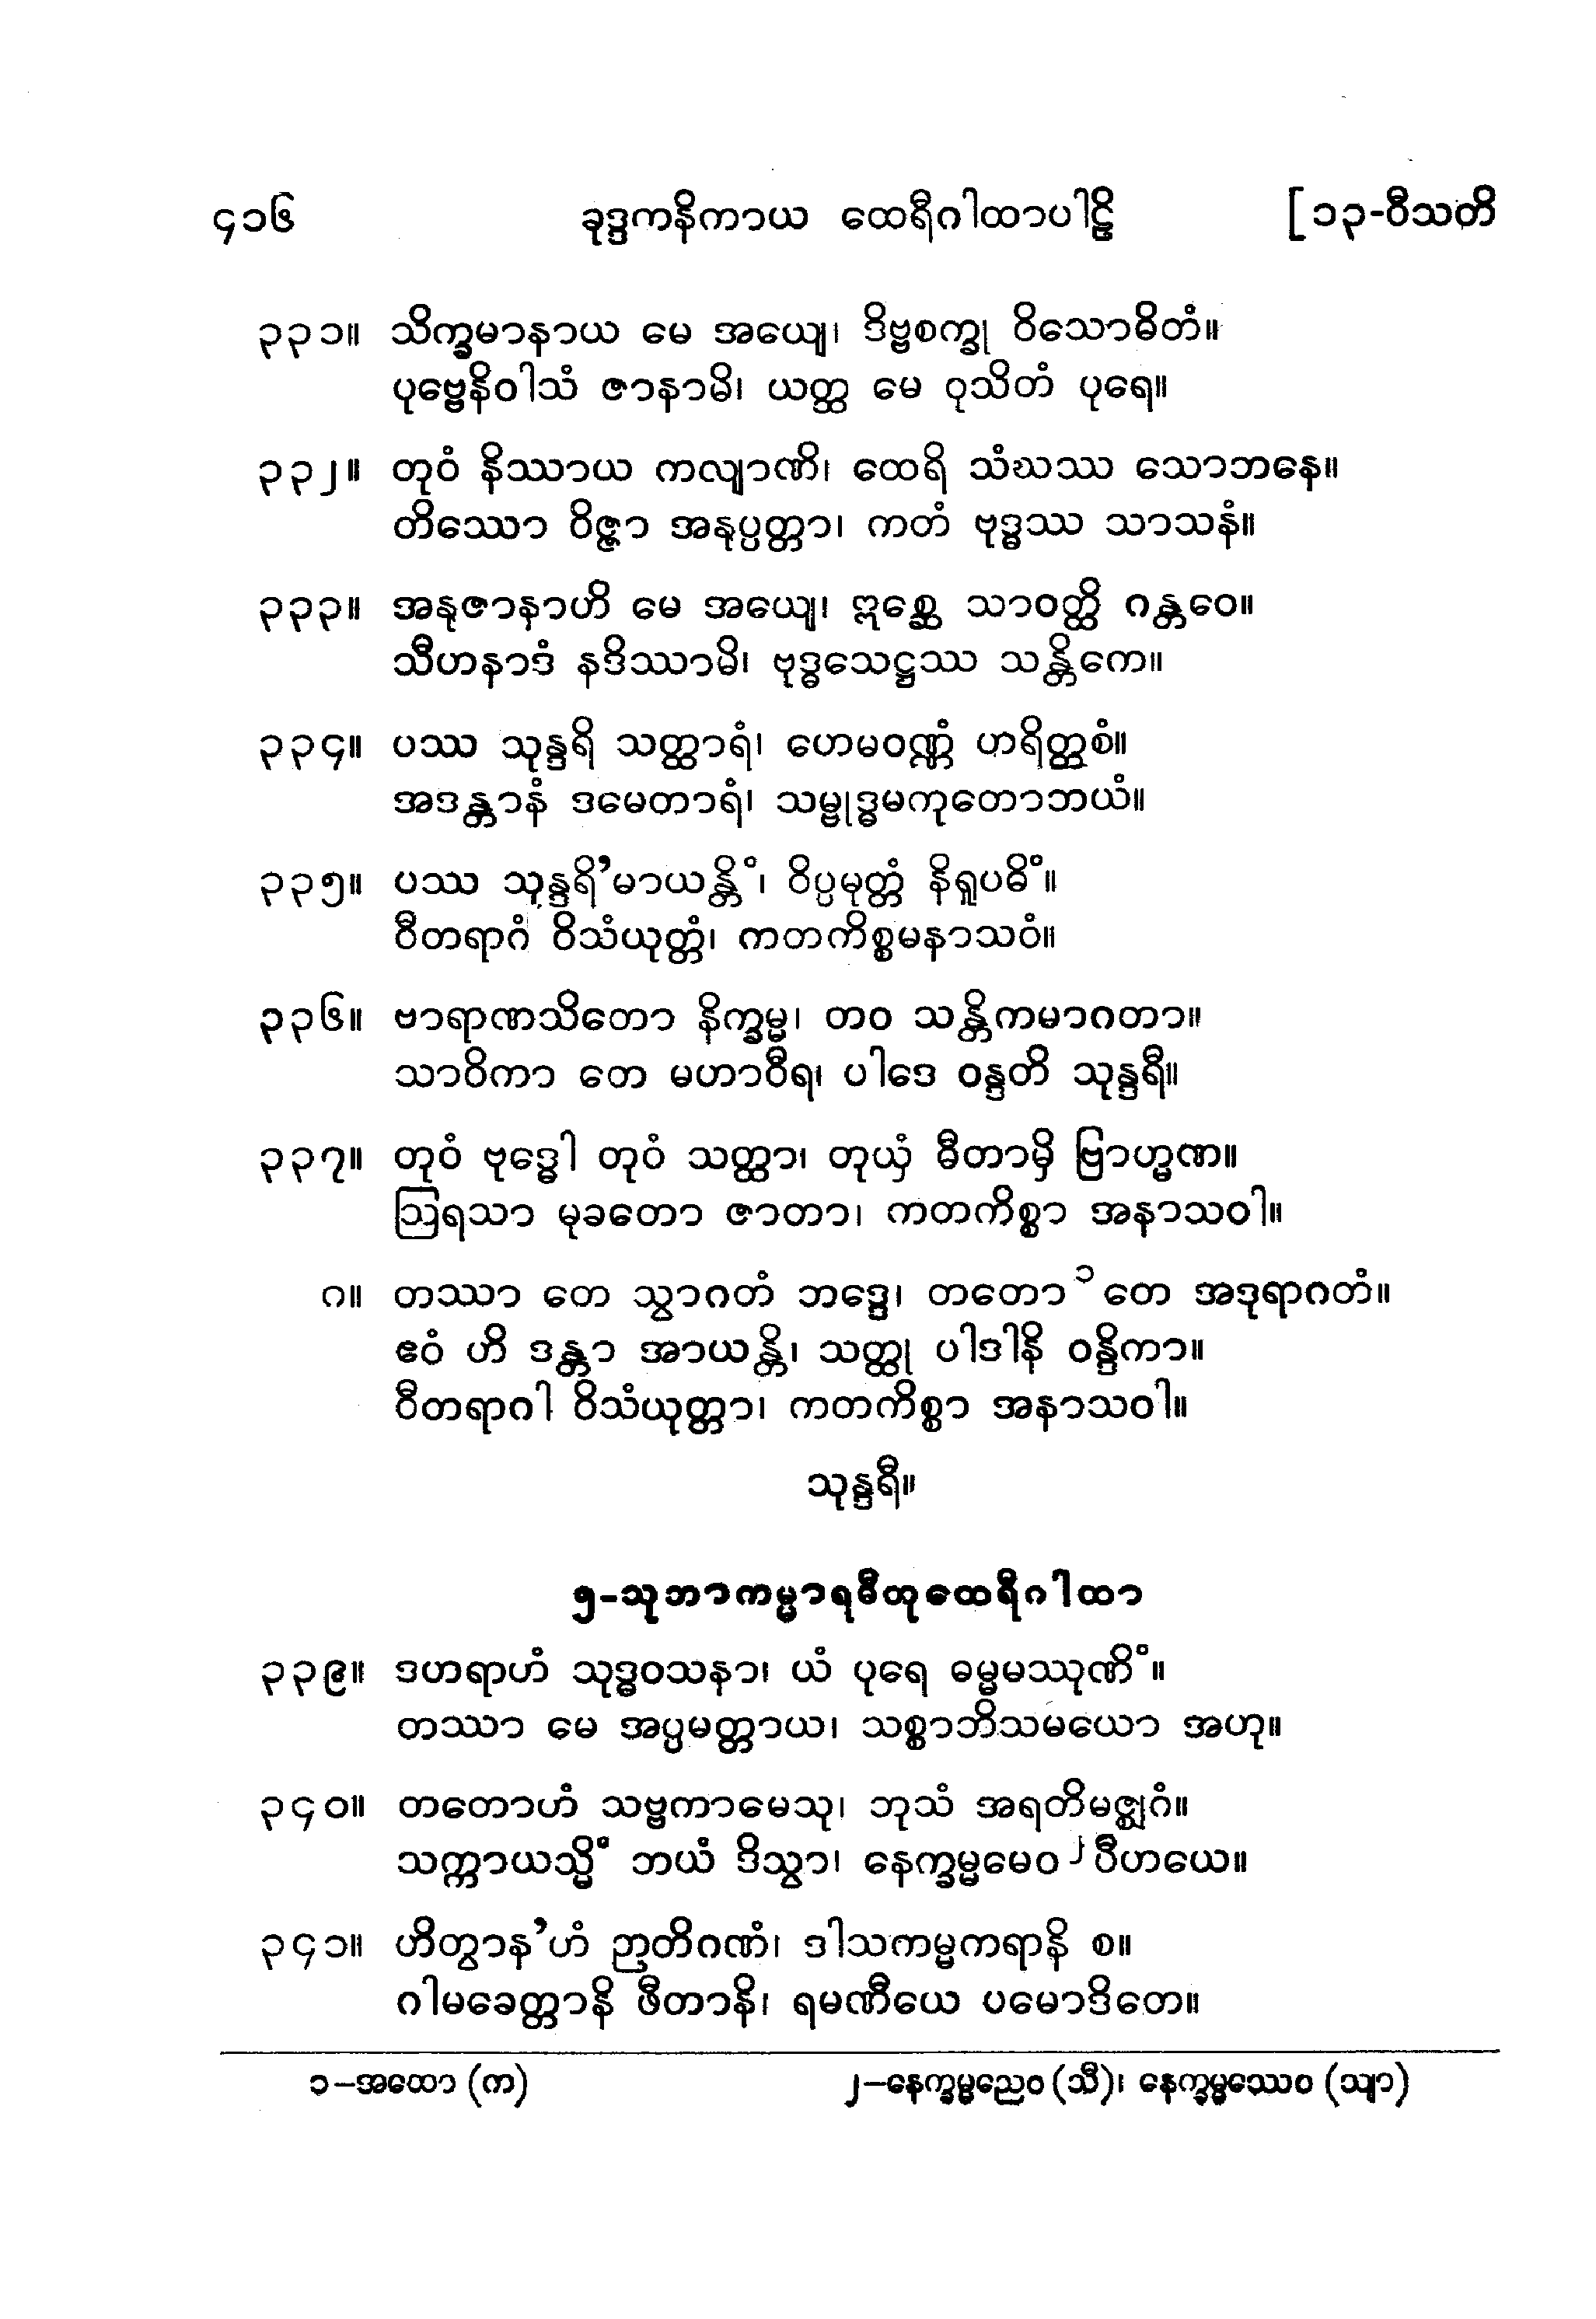 ၄၁၆ ခုဒ္ဒကနိကာယ ထေရီဂါထာပါဠိ [ ၁၃-ဝီသတိ
၃၃၁။ သိက္ခမာနာယ မေ အယျေ၊ ဒိဗ္ဗစက္ခု ဝိသောဓိတံ။
ပုဗ္ဗေနိဝါသံ ဇာနာမိ၊ ယတ္ထ မေ ဝုသိတံ ပုရေ။
၃၃၂။ တုဝံ နိဿာယ ကလျာဏိ၊ ထေရိ သံဃဿ သောဘနေ။
တိဿော ဝိဇ္ဇာ အနုပ္ပတ္တာ၊ ကတံ ဗုဒ္ဓဿ သာသနံ။
၃၃၃။ အနုဇာနာဟိ မေ အယျေ၊ ဣစ္ဆေ သာဝတ္ထိ ဂန္တဝေ။
သီဟနာဒံ နဒိဿာမိ၊ ဗုဒ္ဓသေဋ္ဌဿ သန္တိကေ။
၃၃၄။ ပဿ သုန္ဒရိ သတ္ထာရံ၊ ဟေမဝဏ္ဏံ ဟရိတ္တစံ။
အဒန္တာနံ ဒမေတာရံ၊ သမ္ဗုဒ္ဓမကုတောဘယံ။
၃၃၅။ ပဿ သုန္ဒရိ’မာယန္တိံ၊ ဝိပ္ပမုတ္တံ နိရူပဓိံ။
ဝီတရာဂံ ဝိသံယုတ္တံ၊ ကတကိစ္စမနာသဝံ။
၃၃၆။ ဗာရာဏသိတော နိက္ခမ္မ၊ တဝ သန္တိကမာဂတာ။
သာဝိကာ တေ မဟာဝီရ၊ ပါဒေ ဝန္ဒတိ သုန္ဒရီ။
၃၃၇။ တုဝံ ဗုဒ္ဓေါ တုဝံ သတ္ထာ၊ တုယှံ ဓီတာမှိ ဗြာဟ္မဏ။
ဩရသာ မုခတော ဇာတာ၊ ကတကိစ္စာ အနာသဝါ။
ဂ။ တဿာ တေ သွာဂတံ ဘဒ္ဒေ၊ တတော ၁ တေ အဒုရာဂတံ။
ဧဝံ ဟိ ဒန္တာ အာယန္တိ၊ သတ္ထု ပါဒါနိ ဝန္ဒိကာ။
ဝီတရာဂါ ဝိသံယုတ္တာ၊ ကတကိစ္စာ အနာသဝါ။
သုန္ဒရီ။
၅-သုဘာကမ္မာရဓီတုထေရီဂါထာ
၃၃၉။ ဒဟရာဟံ သုဒ္ဓဝသနာ၊ ယံ ပုရေ ဓမ္မမဿုဏိံ။
တဿာ မေ အပ္ပမတ္တာယ၊ သစ္စာဘိသမယော အဟု။
၃၄၀။ တတောဟံ သဗ္ဗကာမေသု၊ ဘုသံ အရတိမဇ္ဈဂံ။
သက္ကာယသ္မိံ ဘယံ ဒိသွာ၊ နေက္ခမ္မမေဝ ၂ ပီဟယေ။
၃၄၁။ ဟိတွာန’ဟံ ဉာတိဂဏံ၊ ဒါသကမ္မကရာနိ စ။
ဂါမခေတ္တာနိ ဖီတာနိ၊ ရမဏီယေ ပမောဒိတေ။
၁-အထော (က) ၂-နေက္ခမ္မညေဝ (သီ)၊ နေက္ခမ္မဿေဝ (သျာ)